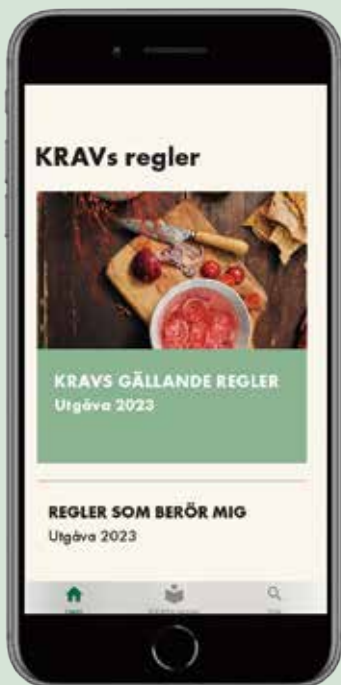 KRAVs regler
KRAVS GÄLLANDE REGLER
Utgåva 2023
REGLER SOM BERÖR MIG
Utgåva 2023